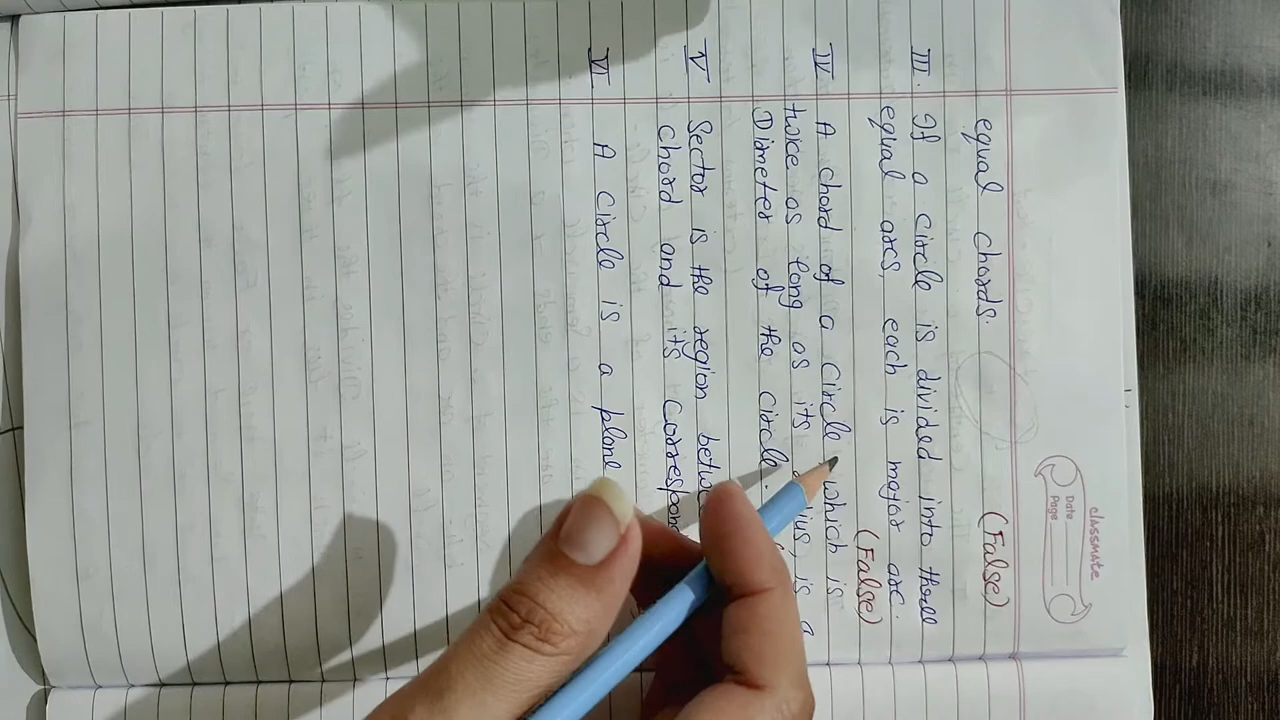 classmate
Date
Page
equal chords.
(False)
III. If a circle is divided into three
equal arcs, each is major arc.
(False)
IV A chord of a circle, which is
twice as long as its is a
Diameter of the circle.
V Sector is the region
chord and its
VI A circle is a plane